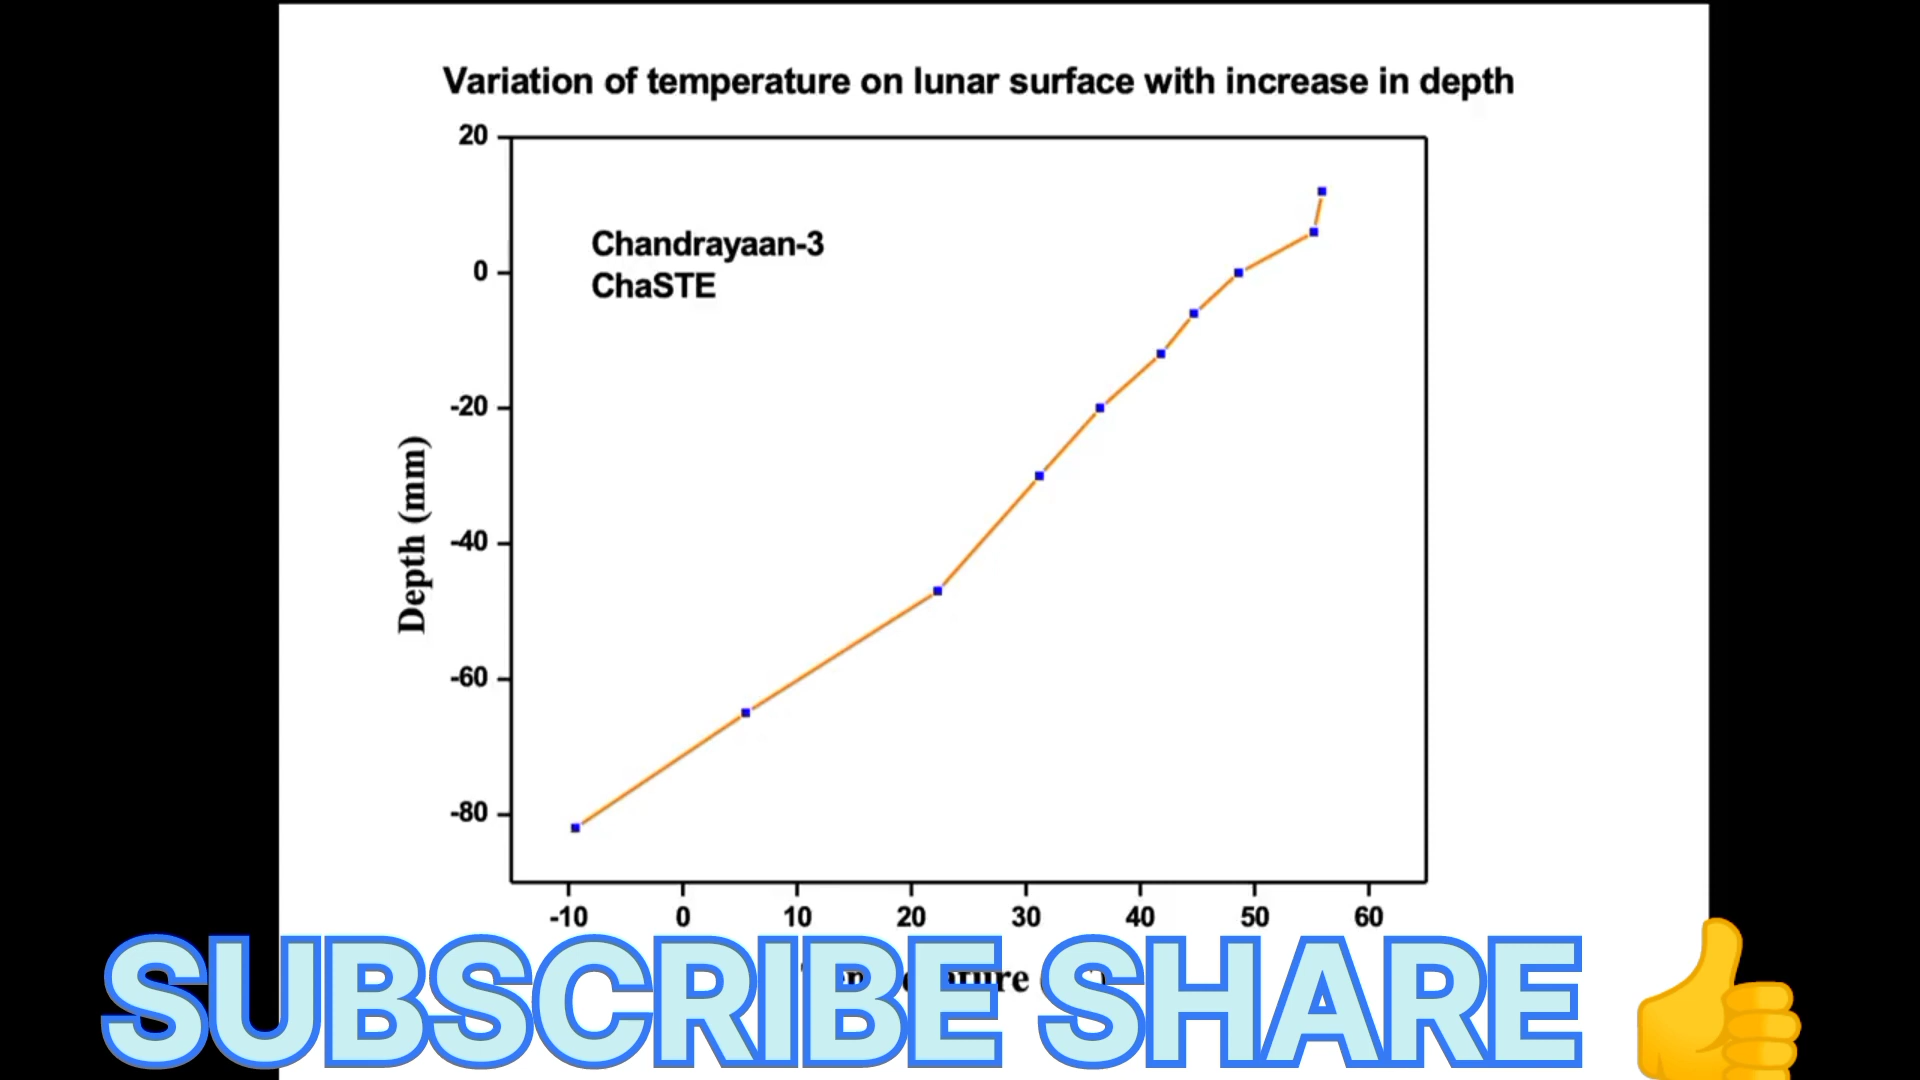 Variation of temperature on lunar surface with increase in depth
20
Chandrayaan-3
0
ChaSTE
-20
Depth (mm)
-40
-60
-80
-10 0 10 20 30 40 50 60
SUBSCRIBE SHARE